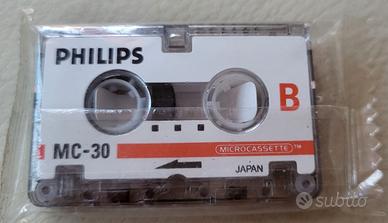 PHILIPS
B
MC-30
MICROCASSETTE™
JAPAN
subito